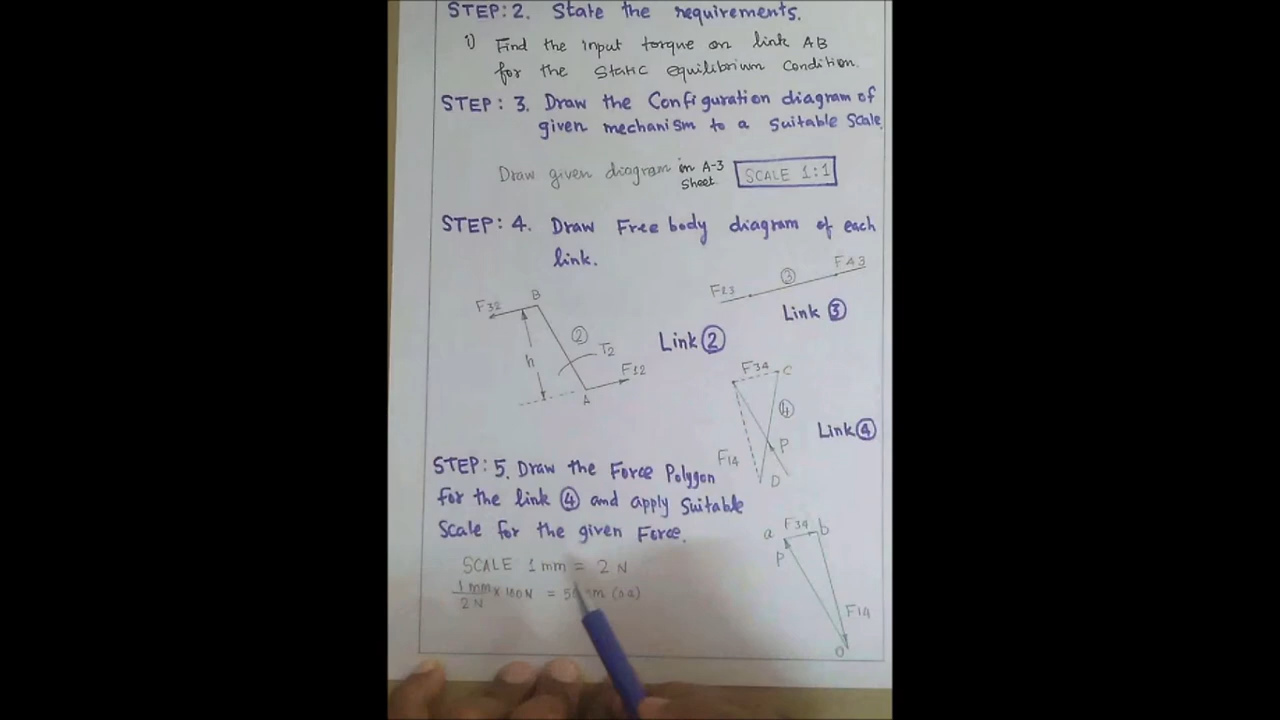 STEP:2. State the requirements.
i) Find the input torque on link AB
for the static equilibrium condition.
STEP: 3. Draw the Configuration diagram of
given mechanism to a suitable scale.
Draw given diagram in A-3
Sheet.
SCALE 1:1
STEP: 4. Draw Free body diagram of each
link.
F32
B
h
2
T2
F12
A
Link 2
F23
3
F43
Link 3
F34
C
4
P
F14
D
Link 4
STEP: 5. Draw the Force Polygon
for the link 4 and apply suitable
Scale for the given Force.
SCALE 1mm = 2 N
1 mm
2 N
x 100N = (oa)
a
F34
b
P
F14
O